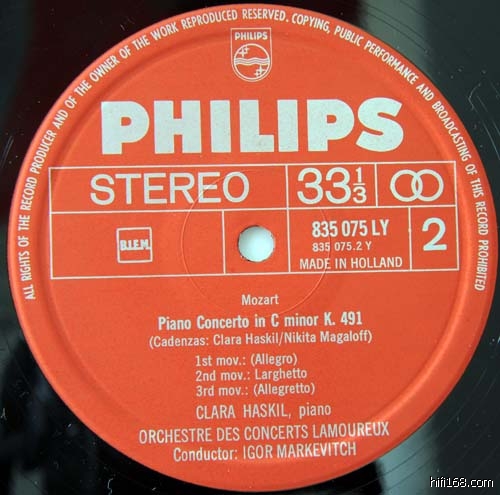 ALL RIGHTS OF THE RECORD PRODUCER AND OF THE OWNER OF THE WORK REPRODUCED RESERVED. COPYING, PUBLIC PERFORMANCE AND BROADCASTING OF THIS RECORD PROHIBITED
PHILIPS
PHILIPS
STEREO
33 1/3
B.I.E.M.
835 075 LY
835 075.2 Y
MADE IN HOLLAND
2
Mozart
Piano Concerto in C minor K. 491
(Cadenzas: Clara Haskil/Nikita Magaloff)
1st mov.: (Allegro)
2nd mov.: Larghetto
3rd mov.: (Allegretto)
CLARA HASKIL, piano
ORCHESTRE DES CONCERTS LAMOUREUX
Conductor: IGOR MARKEVITCH
hifi168.com